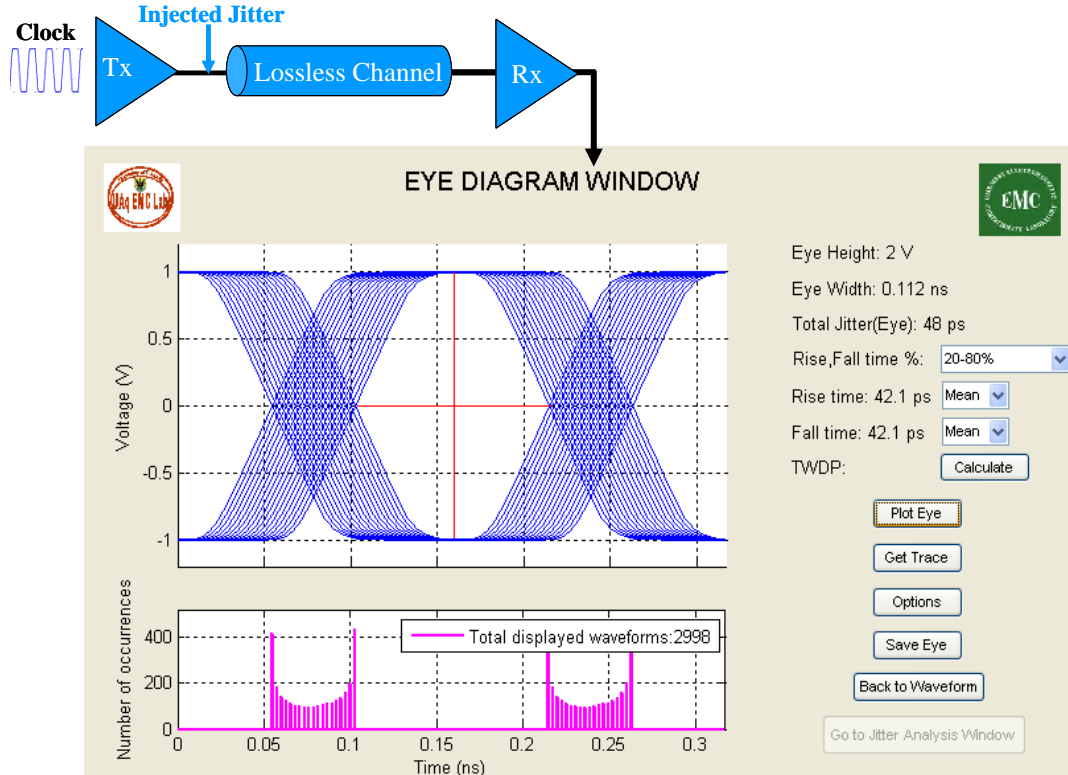 Injected Jitter
Clock
Tx
Lossless Channel
Rx
EYE DIAGRAM WINDOW
UAq EMC Lab
EMC
Voltage (V)
1
0.5
0
-0.5
-1
Eye Height: 2 V
Eye Width: 0.112 ns
Total Jitter(Eye): 48 ps
Rise,Fall time %: 20-80%
Rise time: 42.1 ps Mean
Fall time: 42.1 ps Mean
TWDP: Calculate
Plot Eye
Get Trace
Options
Save Eye
Back to Waveform
Go to Jitter Analysis Window
Number of occurrences
400
200
0
Total displayed waveforms:2998
0 0.05 0.1 0.15 0.2 0.25 0.3
Time (ns)